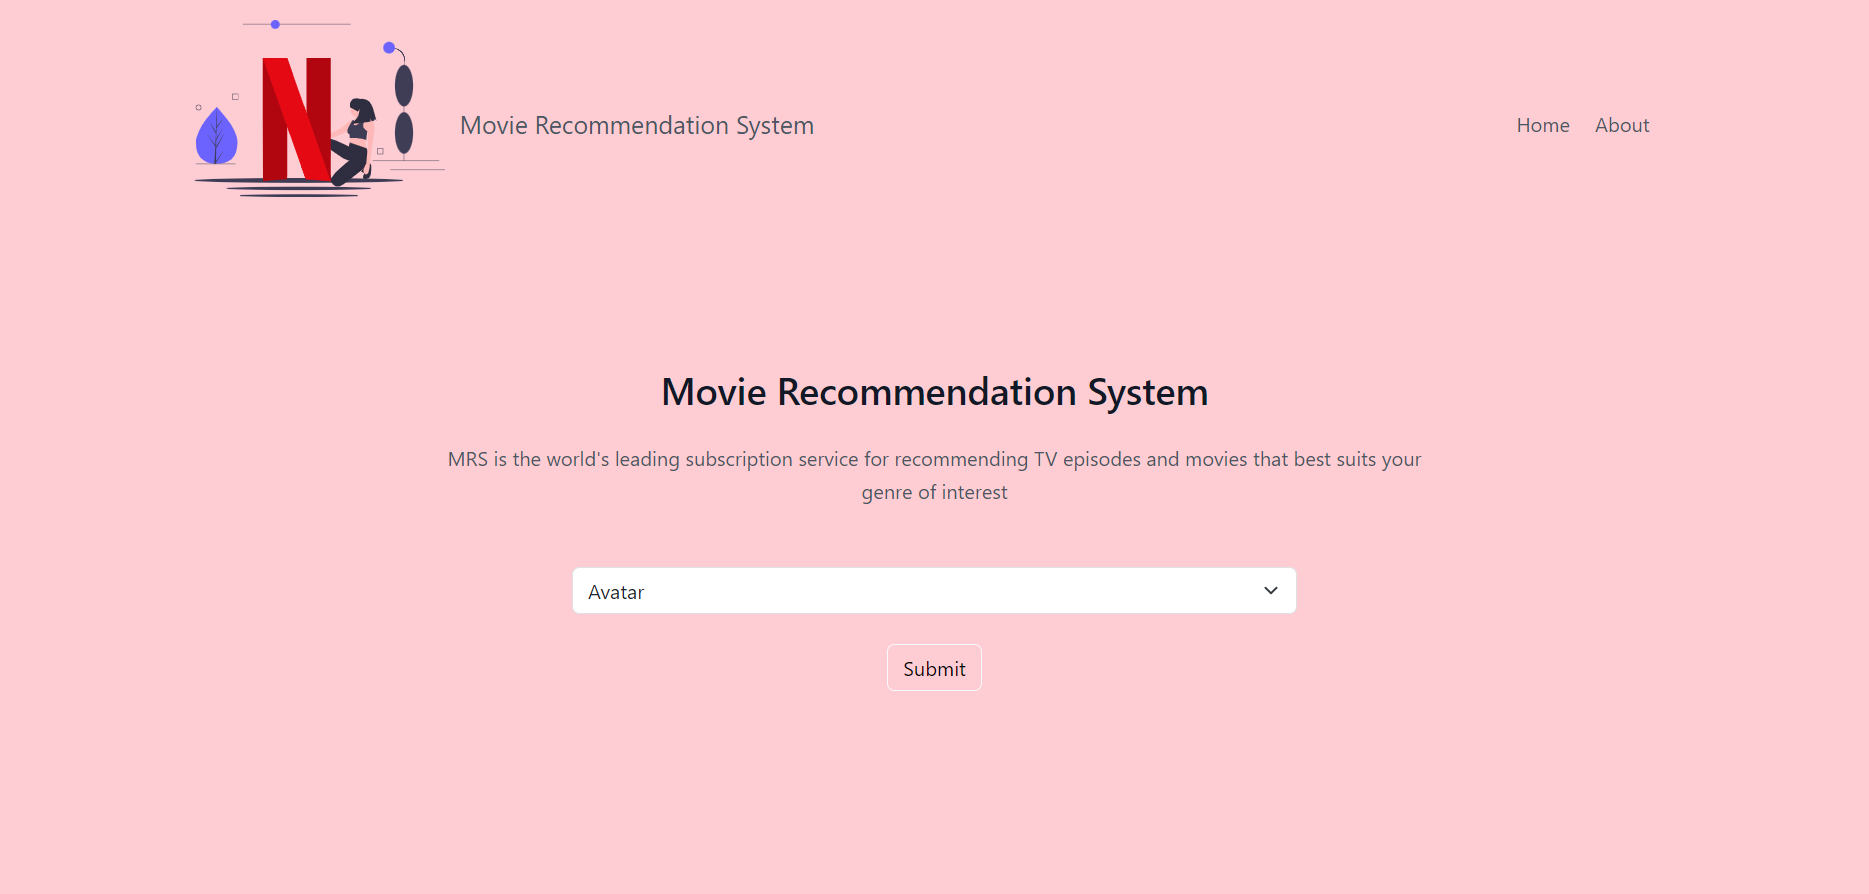 N
Movie Recommendation System
Home
About
Movie Recommendation System
MRS is the world's leading subscription service for recommending TV episodes and movies that best suits your
genre of interest
Avatar
Submit